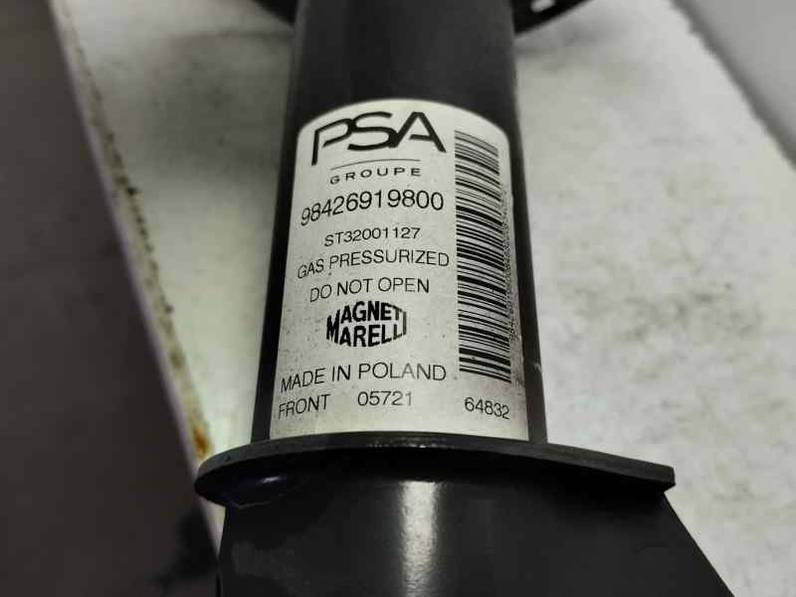 PSA
GROUPE
98426919800
ST32001127
GAS PRESSURIZED
DO NOT OPEN
MAGNETI
MARELLI
MADE IN POLAND
FRONT 05721 64832